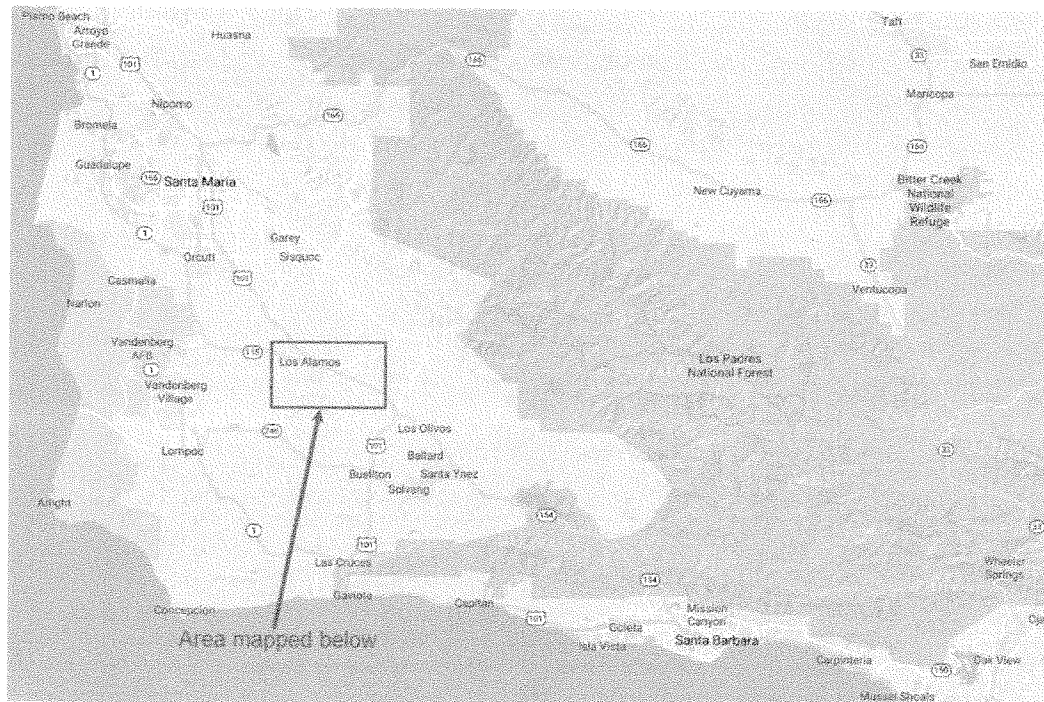 Pismo Beach
Arroyo
Grande
Huasna
Taft
101
1
166
33
San Emidio
Maricopa
Nipomo
166
Bromela
166
166
Guadalupe
166
Santa Maria
101
New Cuyama
166
Bitter Creek
National
Wildlife
Refuge
1
Garey
Orcutt
Sisquoc
33
Casmalia
101
Ventucopa
Narlon
Vandenberg
AFB
135
Los Alamos
Los Padres
National Forest
1
Vandenberg
Village
246
Los Olivos
101
33
Lompoc
Ballard
Buellton
Santa Ynez
Solvang
Arlight
154
1
33
101
Las Cruces
Wheeler
Springs
154
Gaviota
Capitan
Concepcion
Mission
Canyon
101
Goleta
Area mapped below
Isla Vista
Santa Barbara
Carpinteria
150
Oak View
Mussel Shoals